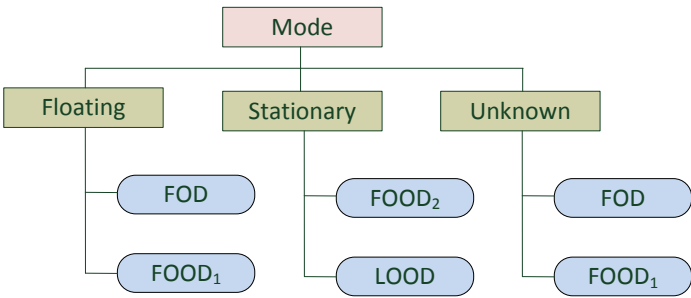 Mode
Floating
Stationary
Unknown
FOD
FOOD₂
FOD
FOOD₁
LOOD
FOOD₁